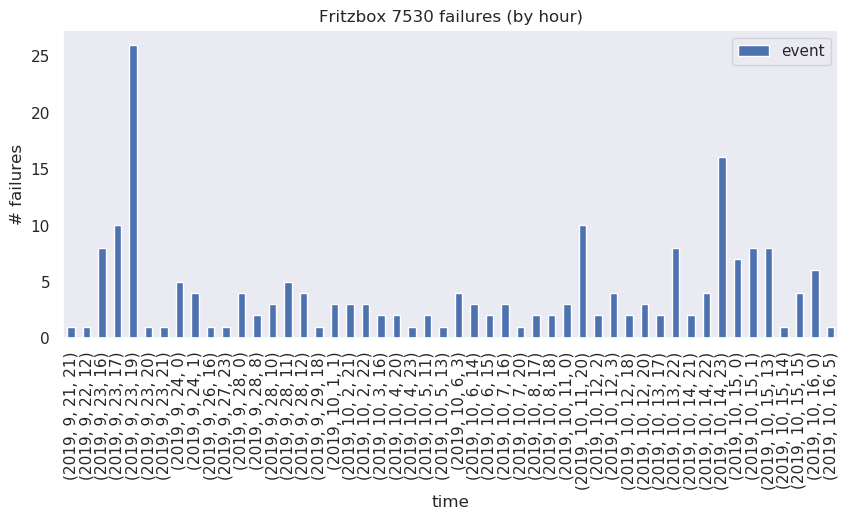 Fritzbox 7530 failures (by hour)
event
# failures
25
20
15
10
5
0
(2019, 9, 21, 21)
(2019, 9, 22, 12)
(2019, 9, 23, 16)
(2019, 9, 23, 17)
(2019, 9, 23, 19)
(2019, 9, 23, 20)
(2019, 9, 23, 21)
(2019, 9, 24, 0)
(2019, 9, 24, 1)
(2019, 9, 26, 16)
(2019, 9, 27, 23)
(2019, 9, 28, 0)
(2019, 9, 28, 8)
(2019, 9, 28, 10)
(2019, 9, 28, 11)
(2019, 9, 28, 12)
(2019, 9, 29, 18)
(2019, 10, 1, 1)
(2019, 10, 2, 21)
(2019, 10, 2, 22)
(2019, 10, 3, 16)
(2019, 10, 4, 20)
(2019, 10, 4, 23)
(2019, 10, 5, 11)
(2019, 10, 5, 13)
(2019, 10, 6, 3)
(2019, 10, 6, 14)
(2019, 10, 6, 15)
(2019, 10, 7, 16)
(2019, 10, 7, 20)
(2019, 10, 8, 17)
(2019, 10, 8, 18)
(2019, 10, 11, 0)
(2019, 10, 11, 20)
(2019, 10, 12, 2)
(2019, 10, 12, 3)
(2019, 10, 12, 18)
(2019, 10, 12, 20)
(2019, 10, 13, 17)
(2019, 10, 13, 22)
(2019, 10, 14, 21)
(2019, 10, 14, 22)
(2019, 10, 14, 23)
(2019, 10, 15, 0)
(2019, 10, 15, 1)
(2019, 10, 15, 13)
(2019, 10, 15, 14)
(2019, 10, 15, 15)
(2019, 10, 16, 0)
(2019, 10, 16, 5)
time